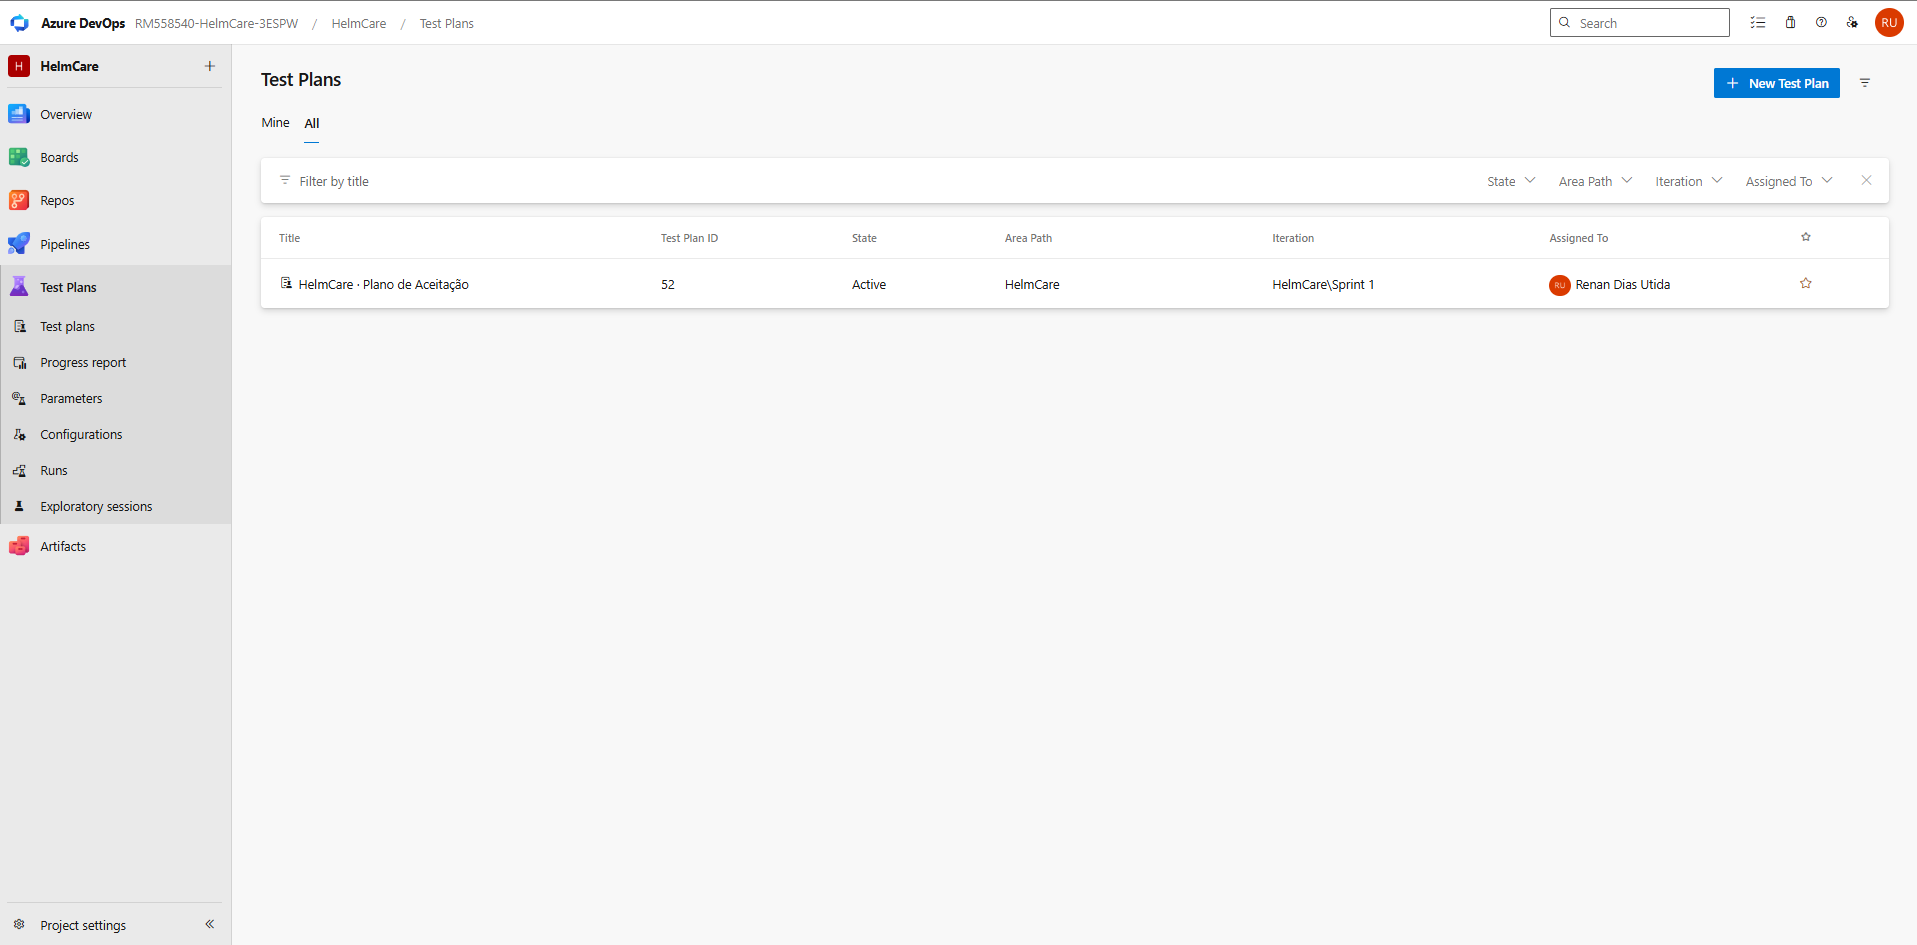 Azure DevOps RM558540-HelmCare-3ESPW / HelmCare / Test Plans Search RU
H HelmCare +
Overview
Boards
Repos
Pipelines
Test Plans
Test plans
Progress report
Parameters
Configurations
Runs
Exploratory sessions
Artifacts
Project settings
Test Plans
+ New Test Plan
Mine All
Filter by title State Area Path Iteration Assigned To
Title Test Plan ID State Area Path Iteration Assigned To
HelmCare · Plano de Aceitação 52 Active HelmCare HelmCare\Sprint 1 RU Renan Dias Utida